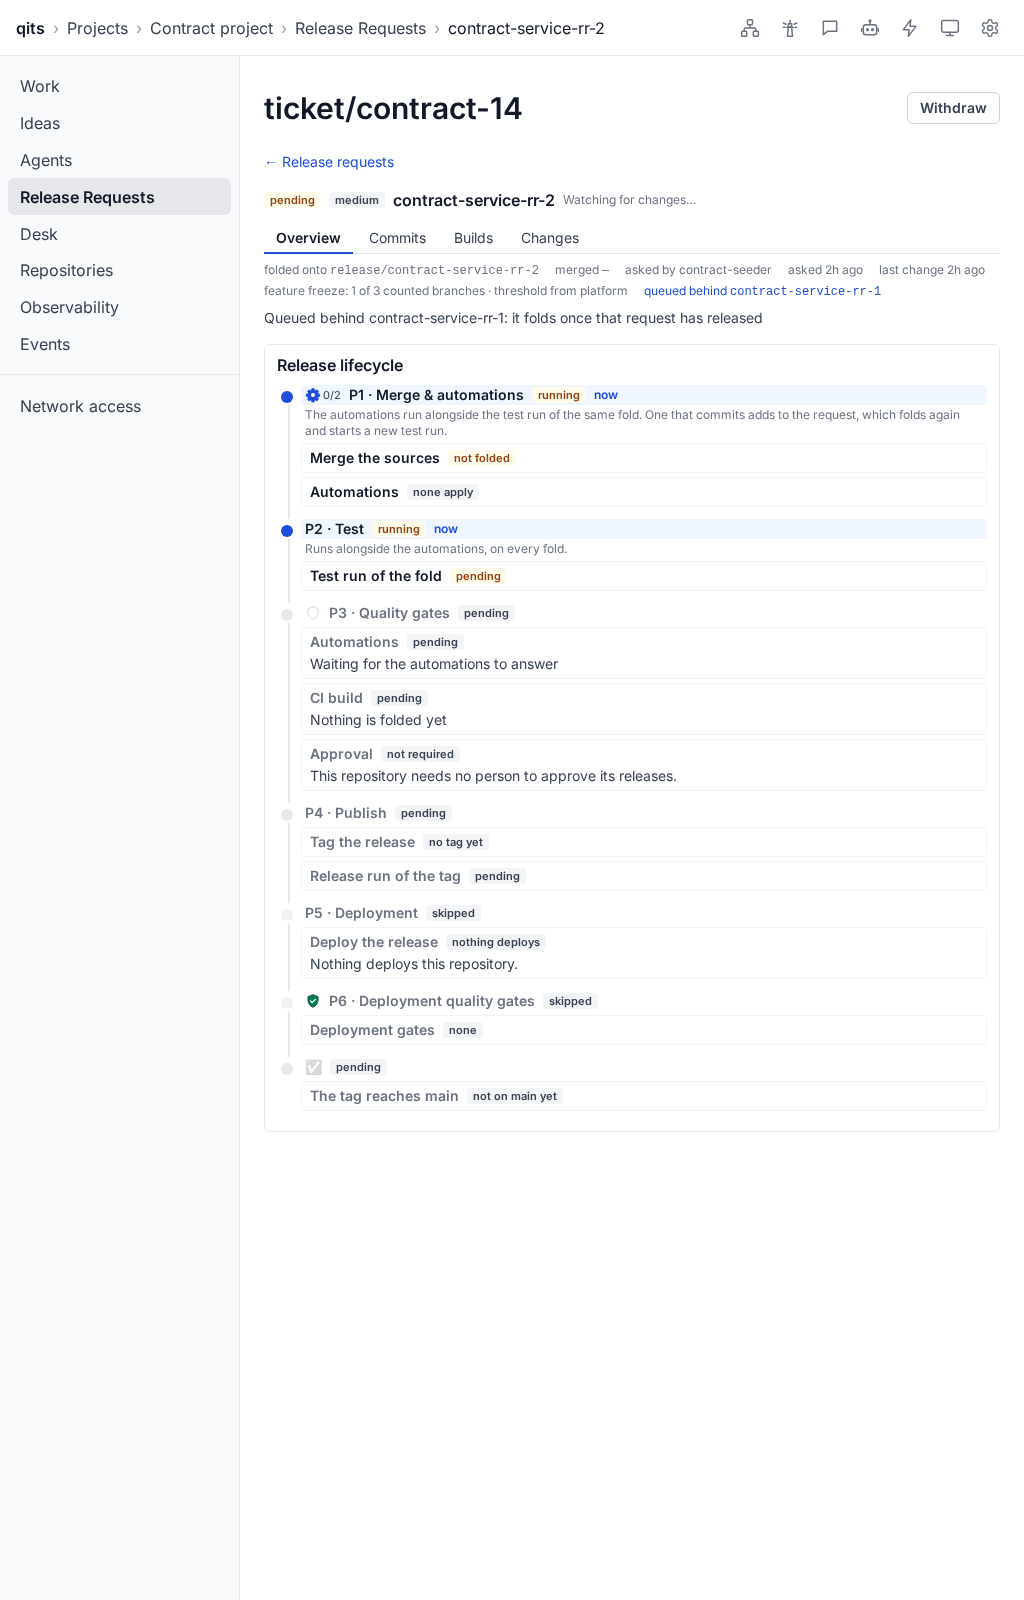 qits › Projects › Contract project › Release Requests › contract-service-rr-2
Work
Ideas
Agents
Release Requests
Desk
Repositories
Observability
Events
Network access
ticket/contract-14
Withdraw
← Release requests
pending medium contract-service-rr-2 Watching for changes…
Overview Commits Builds Changes
folded onto release/contract-service-rr-2 merged — asked by contract-seeder asked 2h ago last change 2h ago
feature freeze: 1 of 3 counted branches · threshold from platform queued behind contract-service-rr-1
Queued behind contract-service-rr-1: it folds once that request has released
Release lifecycle
0/2 P1 · Merge & automations running now
The automations run alongside the test run of the same fold. One that commits adds to the request, which folds again
and starts a new test run.
Merge the sources not folded
Automations none apply
P2 · Test running now
Runs alongside the automations, on every fold.
Test run of the fold pending
P3 · Quality gates pending
Automations pending
Waiting for the automations to answer
CI build pending
Nothing is folded yet
Approval not required
This repository needs no person to approve its releases.
P4 · Publish pending
Tag the release no tag yet
Release run of the tag pending
P5 · Deployment skipped
Deploy the release nothing deploys
Nothing deploys this repository.
P6 · Deployment quality gates skipped
Deployment gates none
☑ pending
The tag reaches main not on main yet